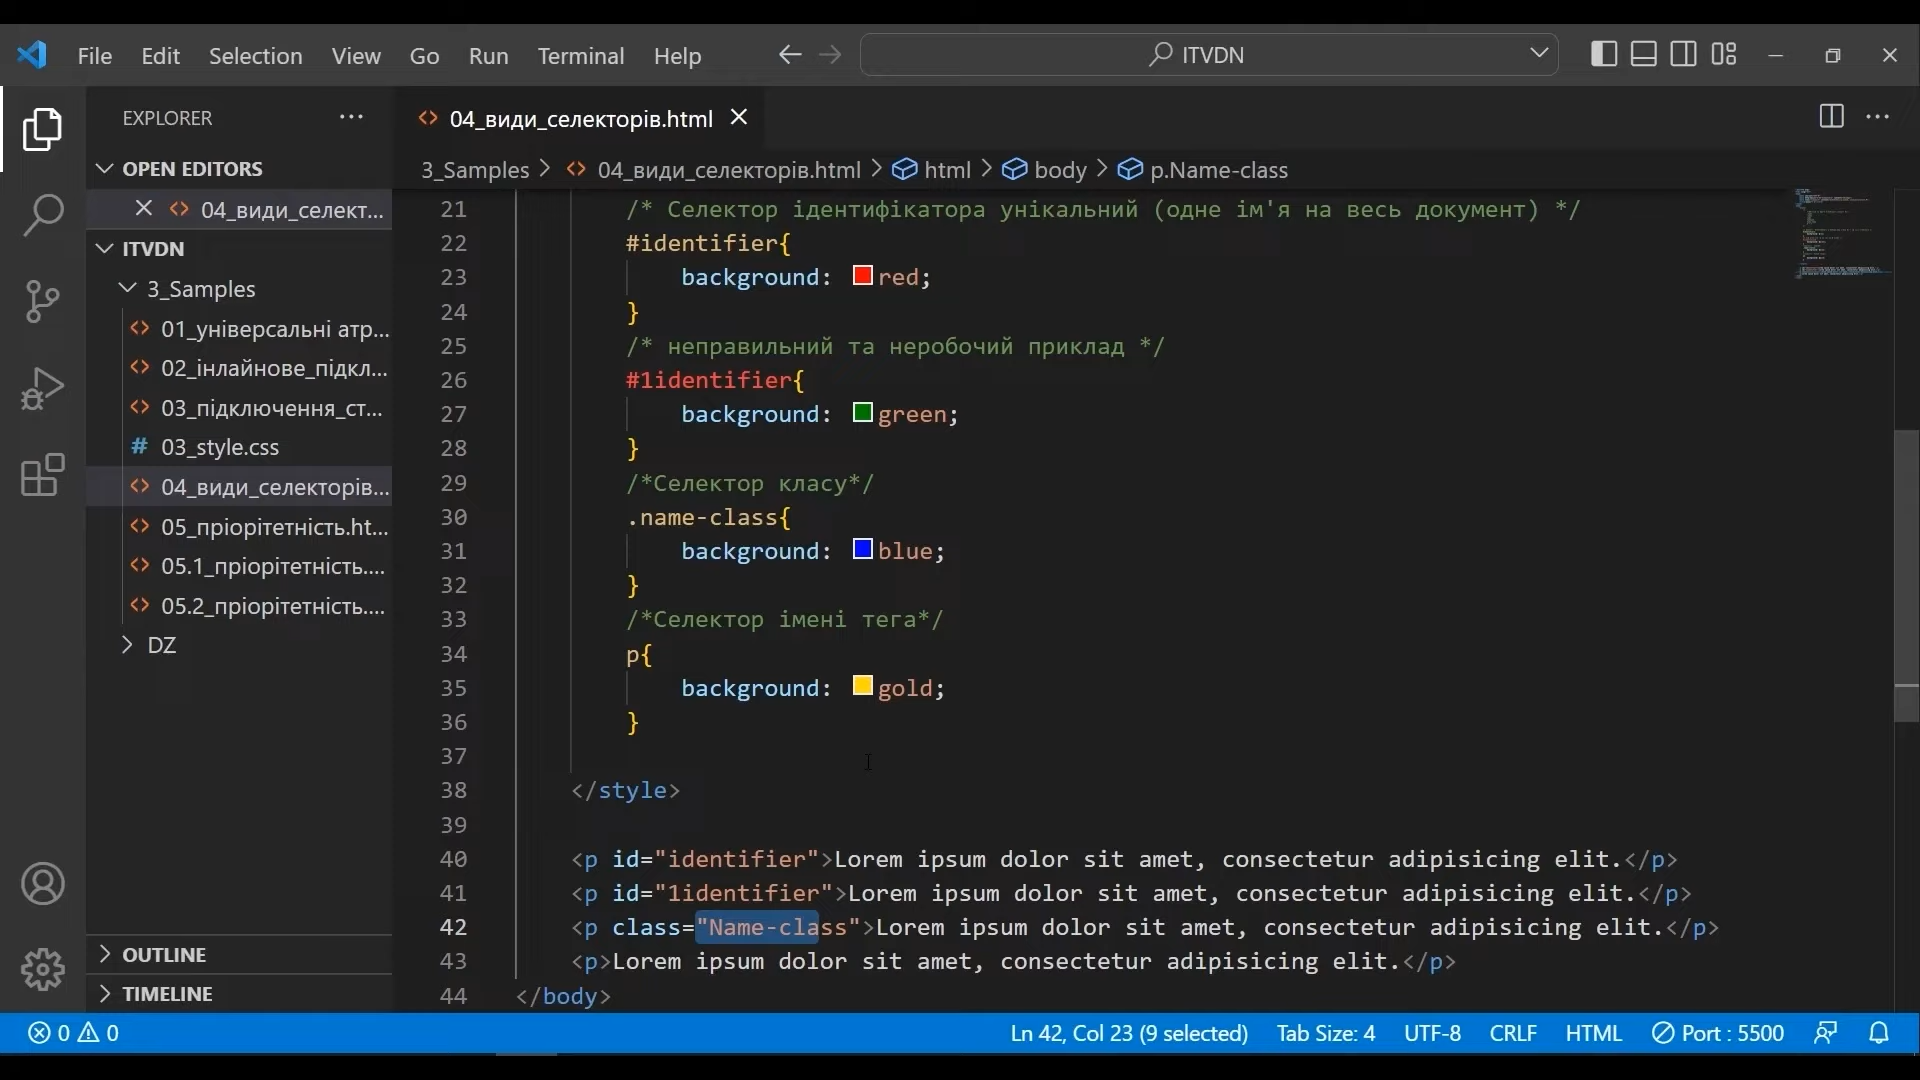 File Edit Selection View Go Run Terminal Help
ITVDN
EXPLORER
OPEN EDITORS
04_види_селект...
ITVDN
3_Samples
01_універсальні атр...
02_інлайнове_підкл...
03_підключення_ст...
# 03_style.css
04_види_селекторів...
05_пріорітетність.ht...
05.1_пріорітетність....
05.2_пріорітетність....
DZ
OUTLINE
TIMELINE
04_види_селекторів.html
3_Samples > 04_види_селекторів.html > html > body > p.Name-class
21 /* Селектор ідентифікатора унікальний (одне ім'я на весь документ) */
22 #identifier{
23 background: red;
24 }
25 /* неправильний та неробочий приклад */
26 #1identifier{
27 background: green;
28 }
29 /*Селектор класу*/
30 .name-class{
31 background: blue;
32 }
33 /*Селектор імені тега*/
34 p{
35 background: gold;
36 }
37
38 </style>
39
40 <p id="identifier">Lorem ipsum dolor sit amet, consectetur adipisicing elit.</p>
41 <p id="1identifier">Lorem ipsum dolor sit amet, consectetur adipisicing elit.</p>
42 <p class="Name-class">Lorem ipsum dolor sit amet, consectetur adipisicing elit.</p>
43 <p>Lorem ipsum dolor sit amet, consectetur adipisicing elit.</p>
44 </body>
0 0 Ln 42, Col 23 (9 selected) Tab Size: 4 UTF-8 CRLF HTML Port : 5500